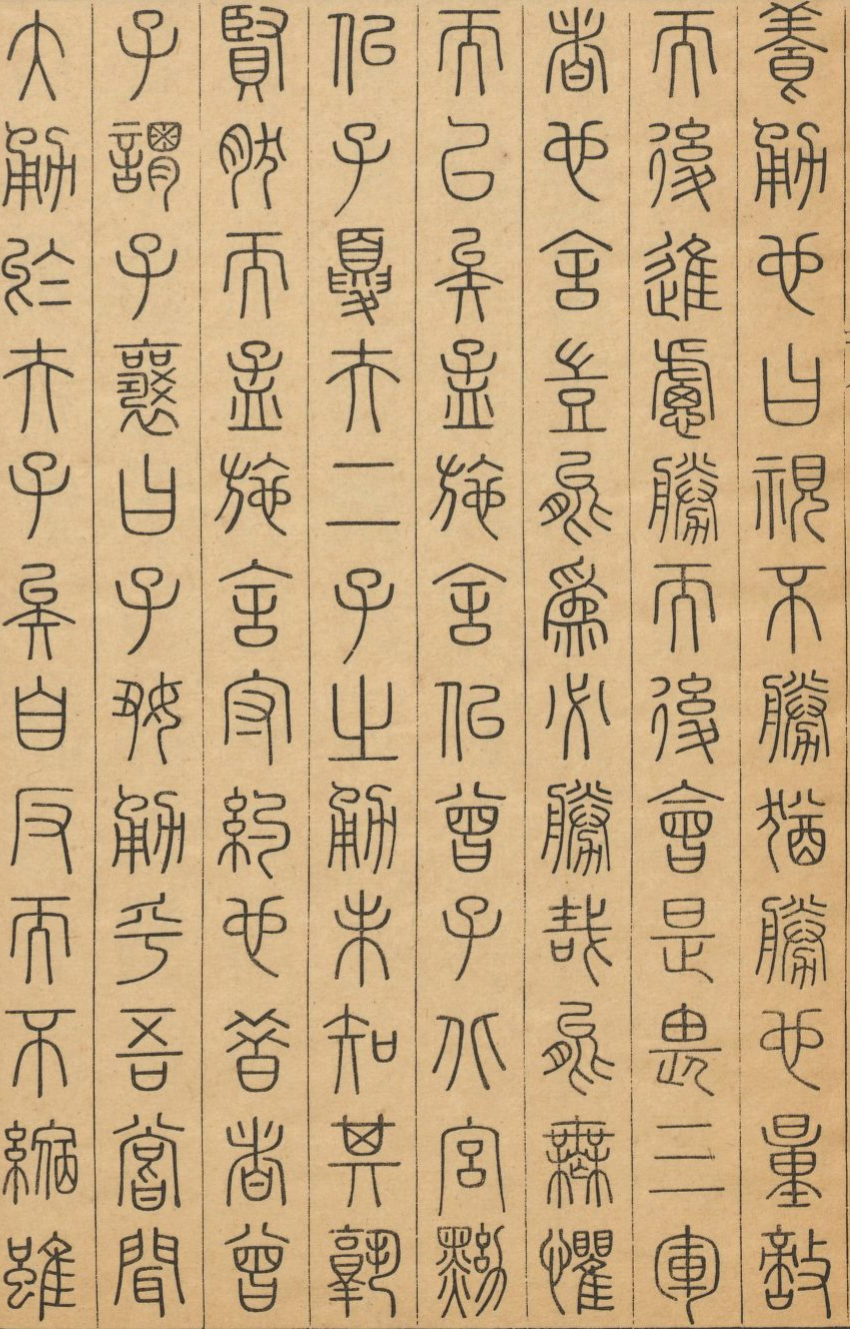 養勇也曰視不勝猶勝也量敵
而後進慮勝而後會是畏三軍
者也舍豈能爲必勝哉能無懼
而已矣孟施舍似曾子北宮黝
似子夏夫二子之勇未知其孰
賢然而孟施舍守約也昔者曾
子謂子襄曰子好勇乎吾嘗聞
大勇於夫子矣自反而不縮雖